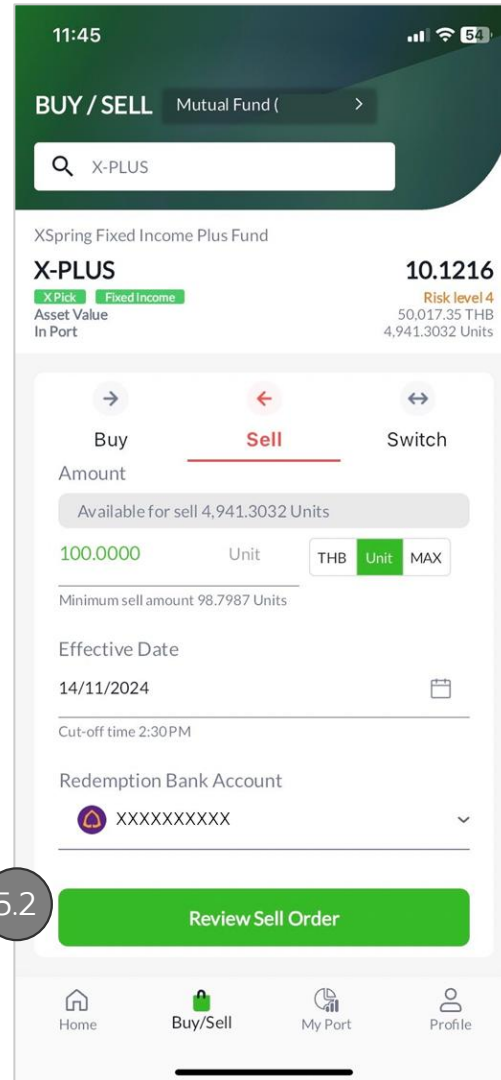 11:45
54
BUY / SELL Mutual Fund ( >
X-PLUS
XSpring Fixed Income Plus Fund
X-PLUS 10.1216
X Pick Fixed Income Risk level 4
Asset Value 50,017.35 THB
In Port 4,941.3032 Units
Buy Sell Switch
Amount
Available for sell 4,941.3032 Units
100.0000 Unit THB Unit MAX
Minimum sell amount 98.7987 Units
Effective Date
14/11/2024
Cut-off time 2:30 PM
Redemption Bank Account
XXXXXXXXXX
5.2
Review Sell Order
Home Buy/Sell My Port Profile